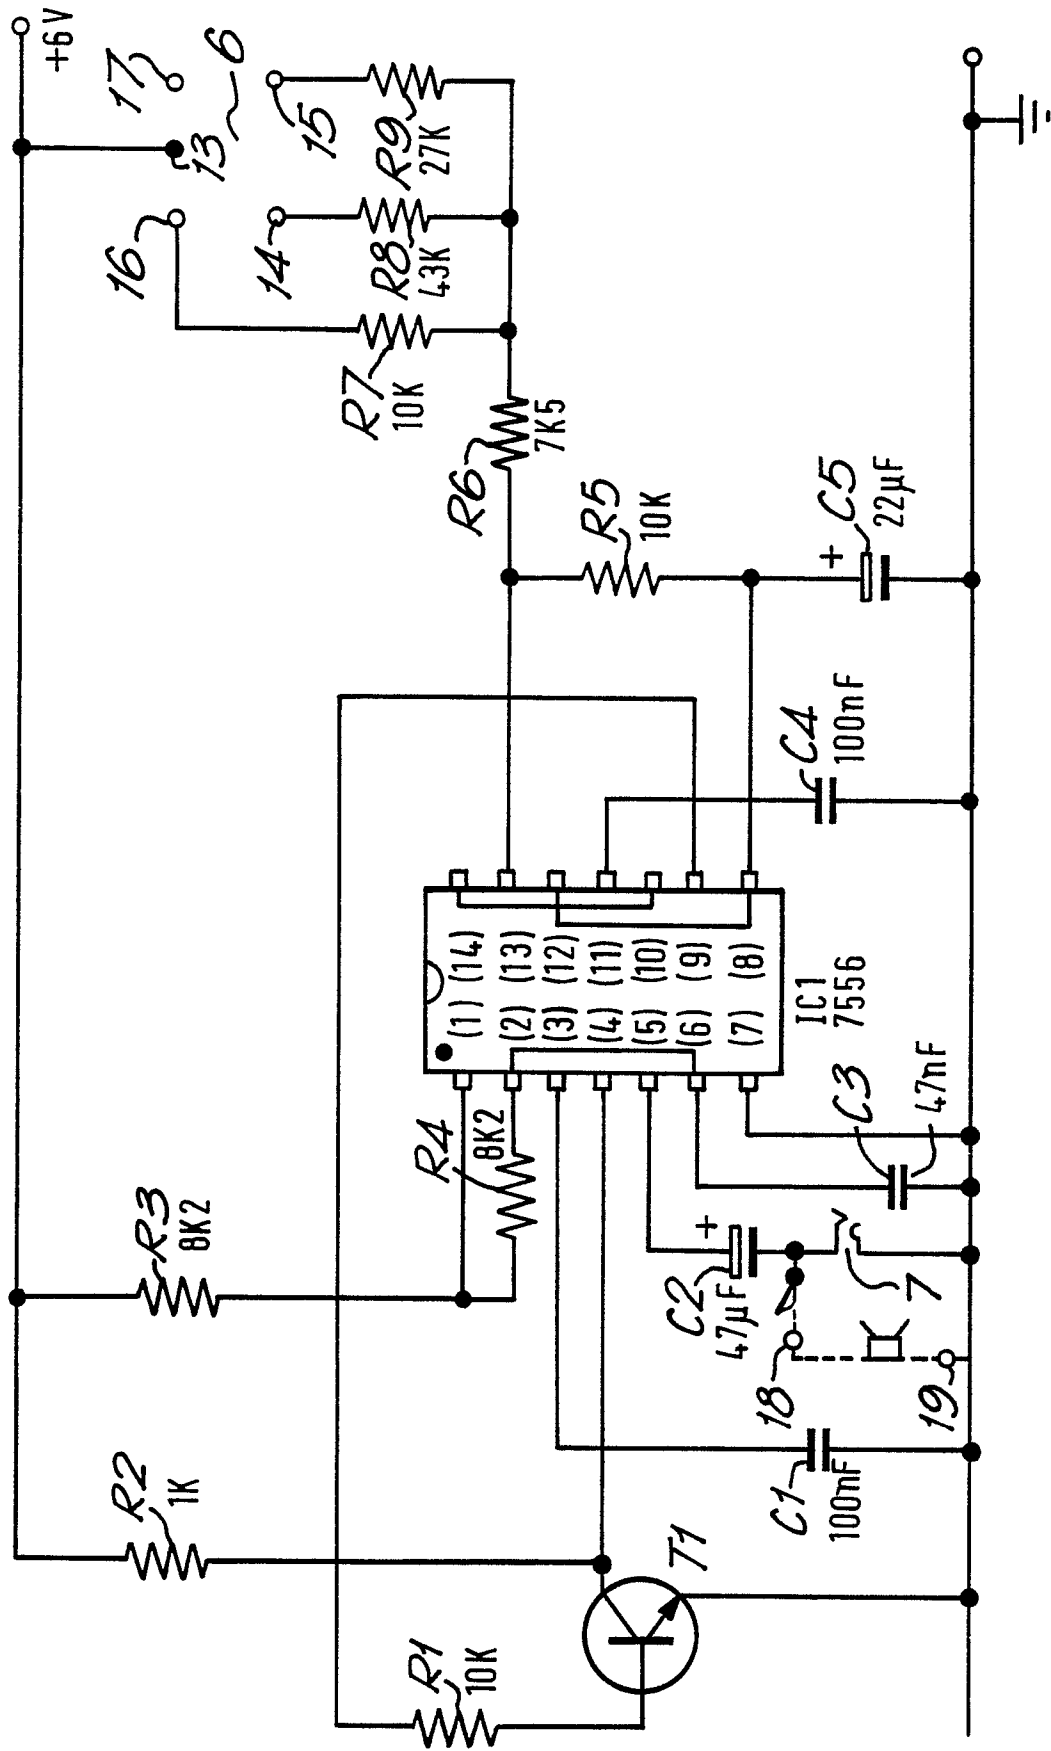 +6V
17
6
13
15
16
14
R9
27K
R8
43K
R7
10K
R6
7K5
R5
10K
C5
22µF
+
C4
100nF
(14)
(13)
(12)
(11)
(10)
(9)
(8)
(1)
(2)
(3)
(4)
(5)
(6)
(7)
IC1
7556
R3
8K2
R4
8K2
C3
47nF
C2
47µF
+
7
18
19
R2
1K
C1
100nF
R1
10K
T1